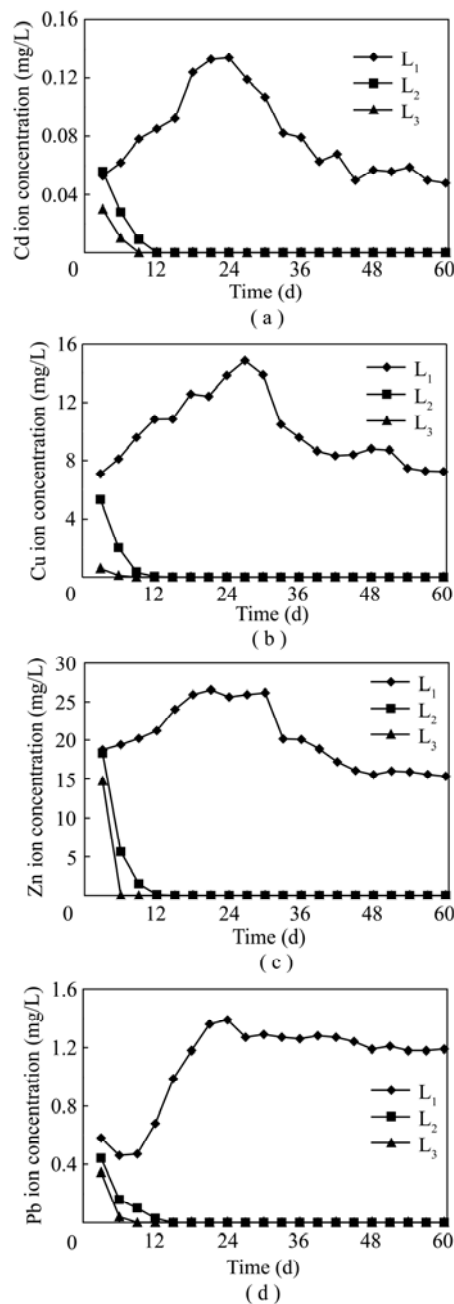 0.16
0.12
0.08
0.04
0
Cd ion concentration (mg/L)
L₁
L₂
L₃
12 24 36 48 60
Time (d)
( a )
16
12
8
4
0
Cu ion concentration (mg/L)
L₁
L₂
L₃
12 24 36 48 60
Time (d)
( b )
30
25
20
15
10
5
0
Zn ion concentration (mg/L)
L₁
L₂
L₃
12 24 36 48 60
Time (d)
( c )
1.6
1.2
0.8
0.4
0
Pb ion concentration (mg/L)
L₁
L₂
L₃
12 24 36 48 60
Time (d)
( d )